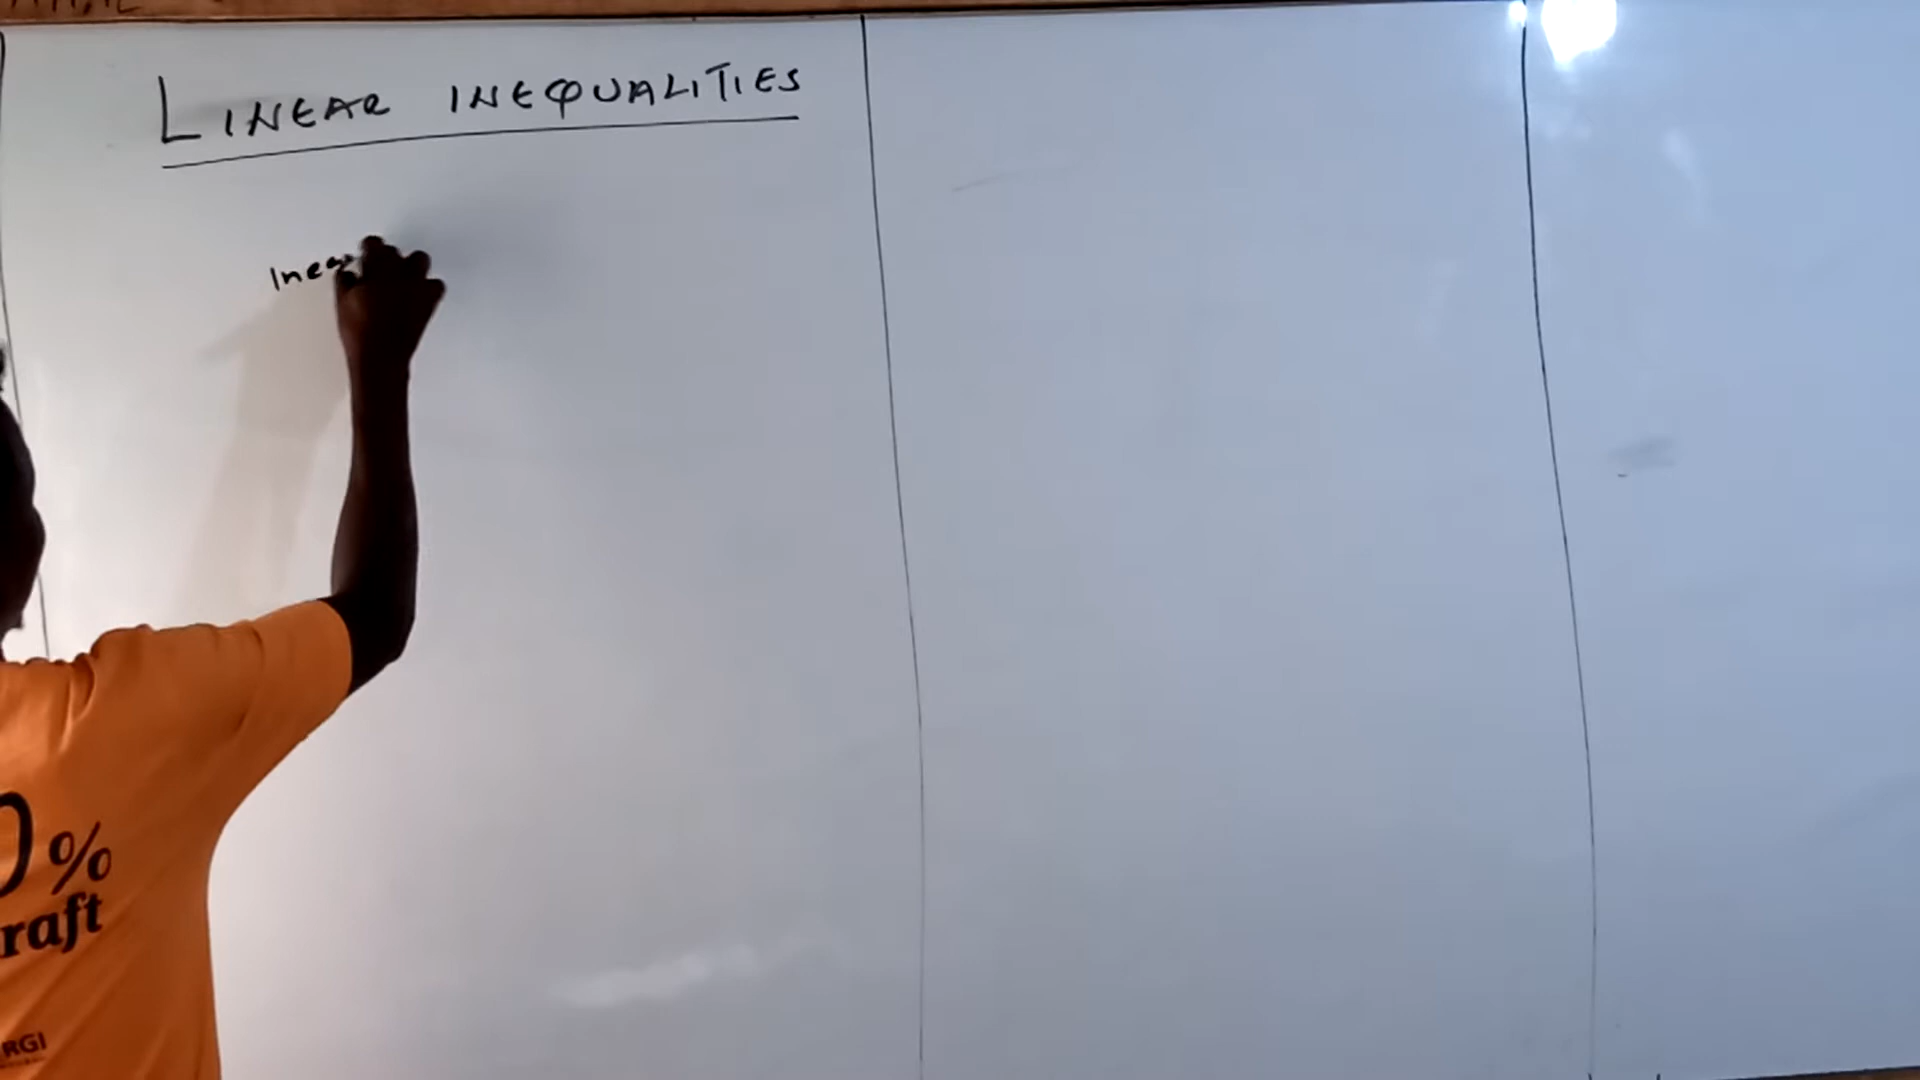 LINEAR INEQUALITIES
Ineq
%
raft
RGI